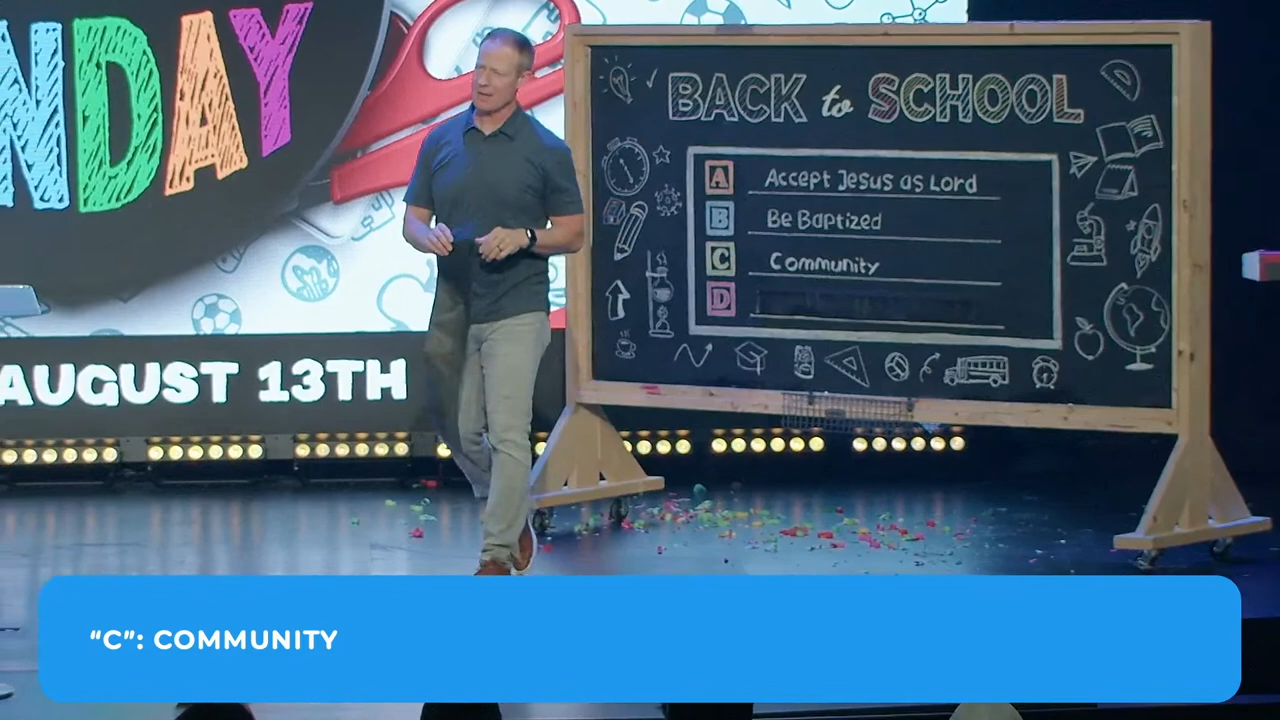 NDAY
AUGUST 13TH
BACK to SCHOOL
A Accept Jesus as Lord
B Be Baptized
C Community
D
“C”: COMMUNITY